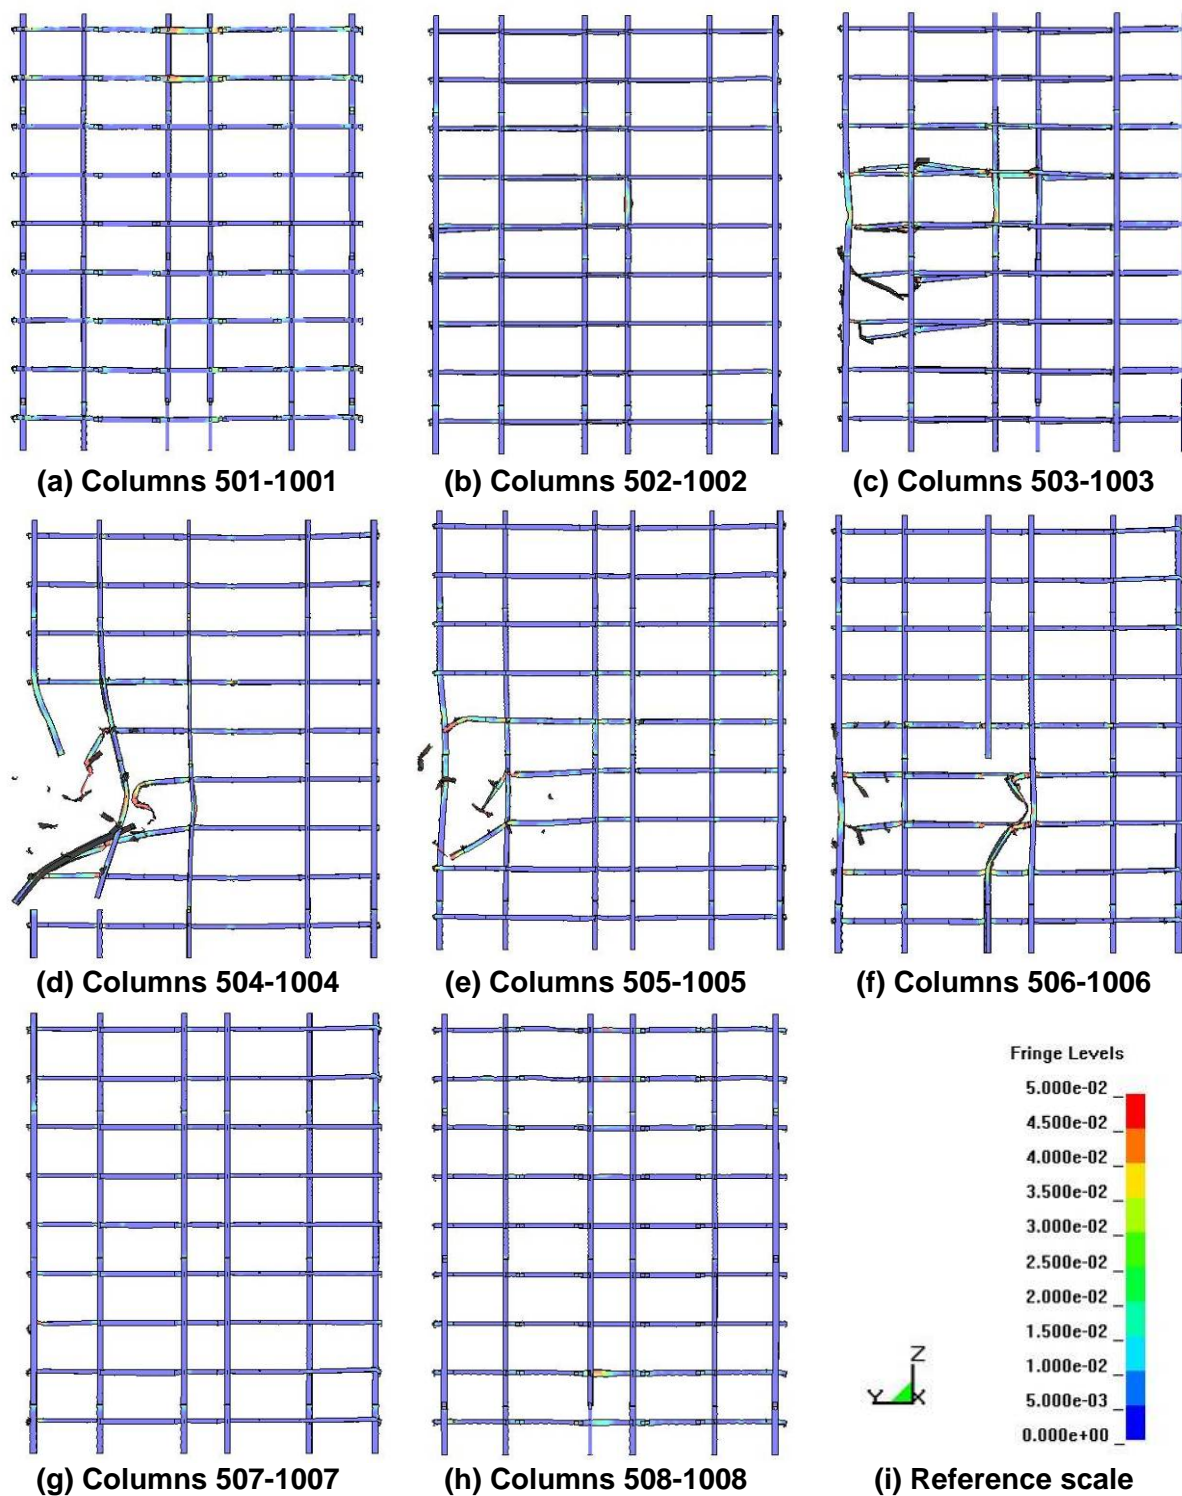 (a) Columns 501-1001
(b) Columns 502-1002
(c) Columns 503-1003
(d) Columns 504-1004
(e) Columns 505-1005
(f) Columns 506-1006
(g) Columns 507-1007
(h) Columns 508-1008
Fringe Levels
5.000e-02
4.500e-02
4.000e-02
3.500e-02
3.000e-02
2.500e-02
2.000e-02
1.500e-02
1.000e-02
5.000e-03
0.000e+00
Z
Y X
(i) Reference scale